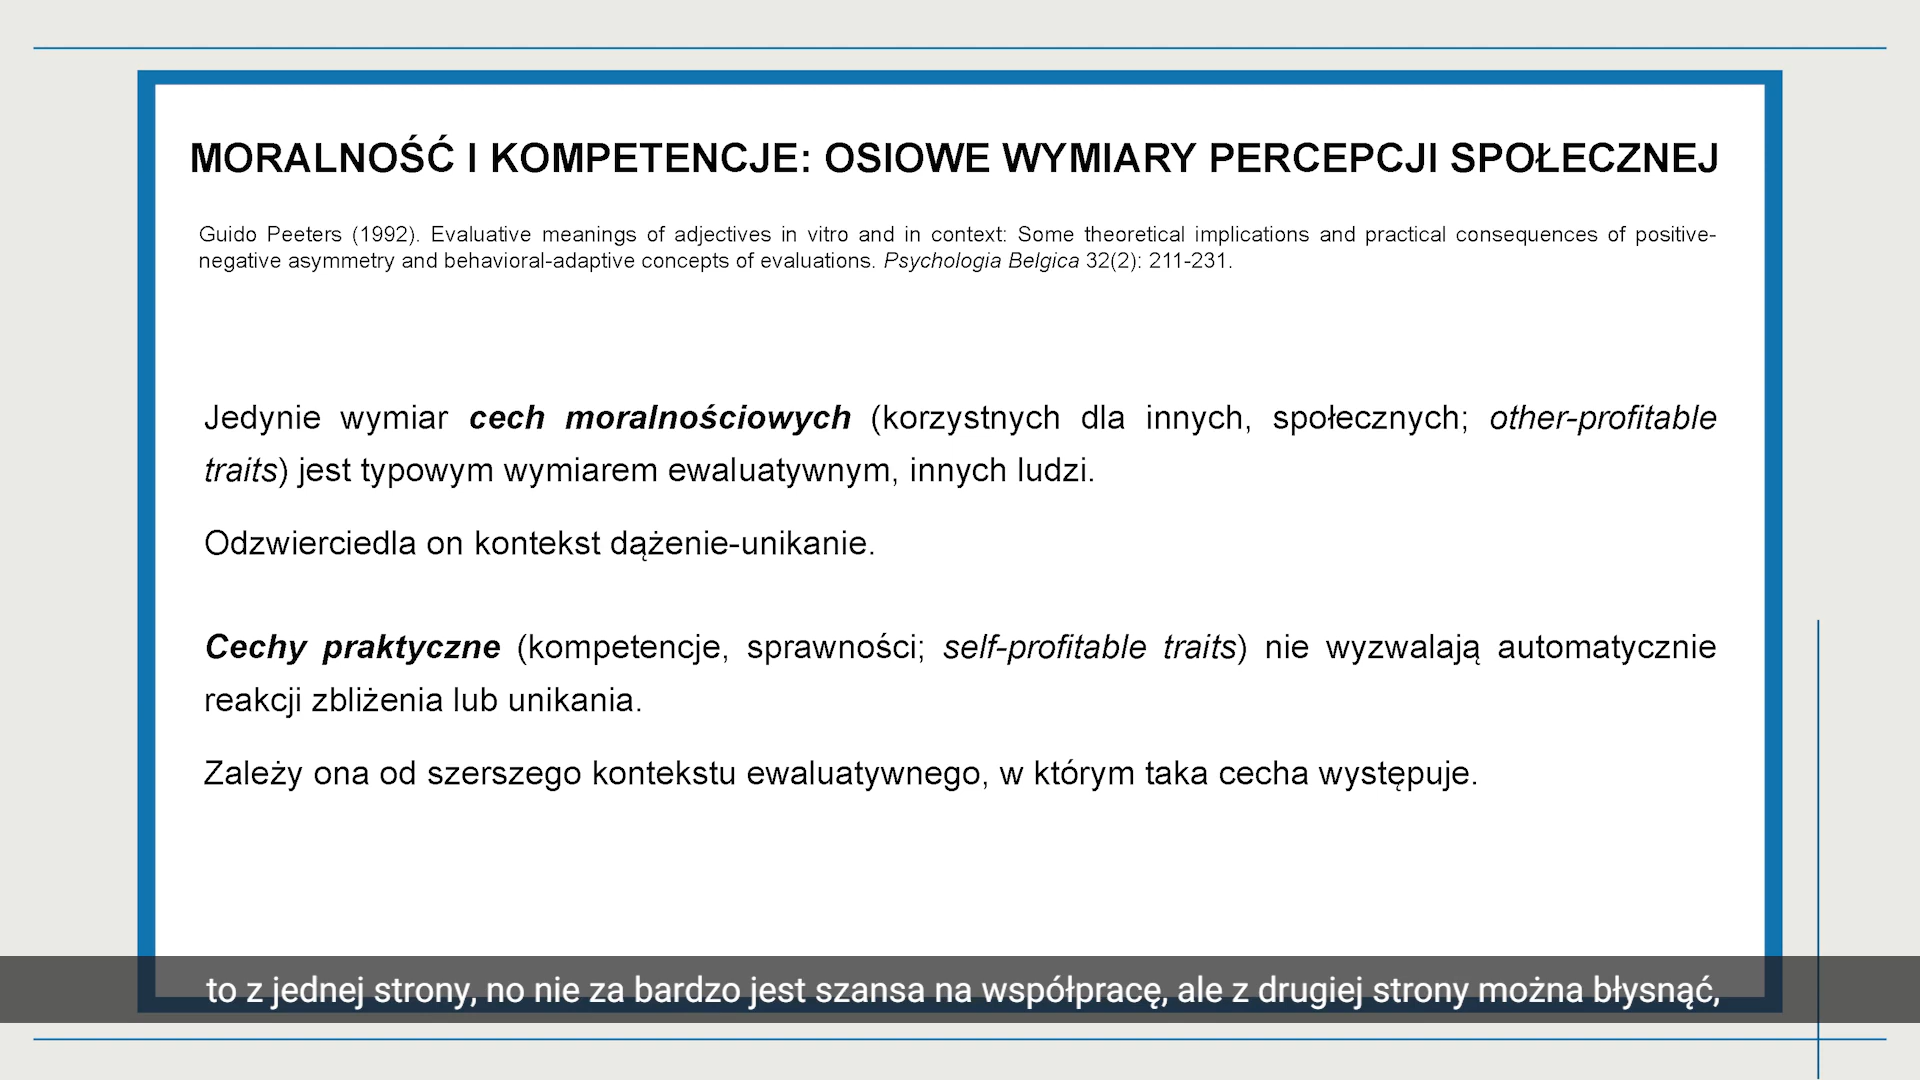 MORALNOŚĆ I KOMPETENCJE: OSIOWE WYMIARY PERCEPCJI SPOŁECZNEJ
Guido Peeters (1992). Evaluative meanings of adjectives in vitro and in context: Some theoretical implications and practical consequences of positive-
negative asymmetry and behavioral-adaptive concepts of evaluations. Psychologia Belgica 32(2): 211-231.
Jedynie wymiar cech moralnościowych (korzystnych dla innych, społecznych; other-profitable
traits) jest typowym wymiarem ewaluatywnym, innych ludzi.
Odzwierciedla on kontekst dążenie-unikanie.
Cechy praktyczne (kompetencje, sprawności; self-profitable traits) nie wyzwalają automatycznie
reakcji zbliżenia lub unikania.
Zależy ona od szerszego kontekstu ewaluatywnego, w którym taka cecha występuje.
to z jednej strony, no nie za bardzo jest szansa na współpracę, ale z drugiej strony można błysnąć,